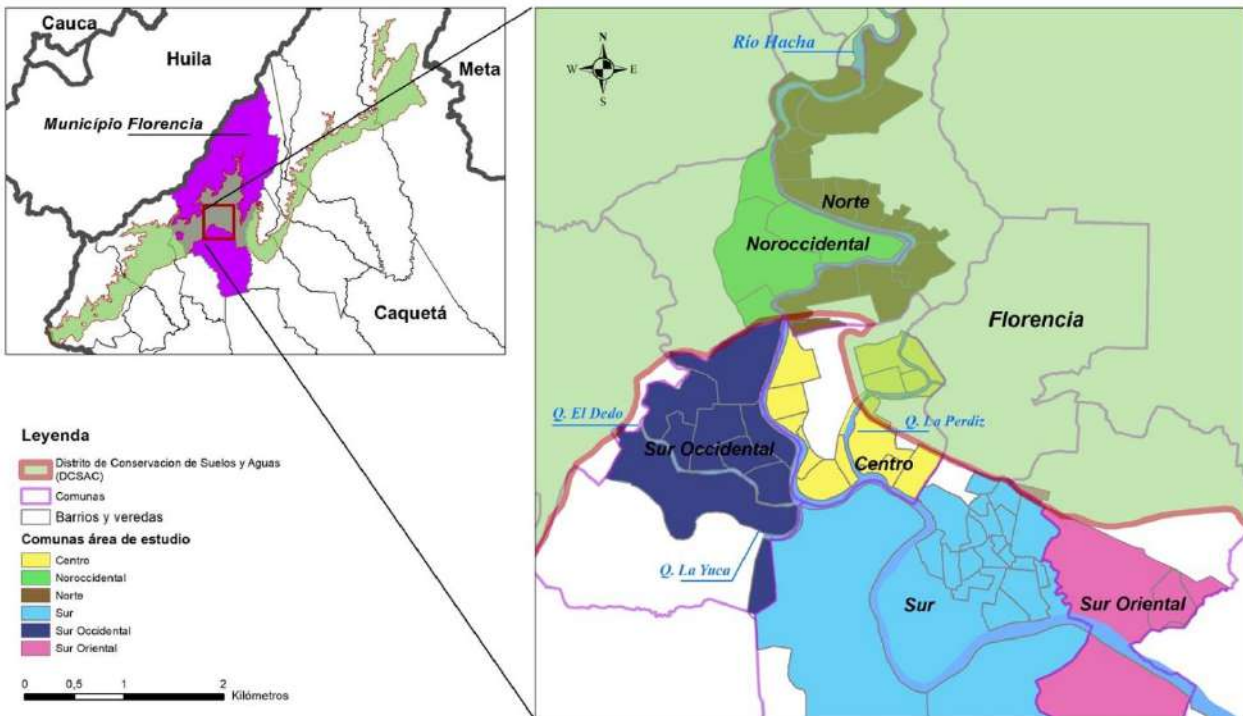 Cauca
Huila
Meta
Município Florencia
Caquetá
Leyenda
Distrito de Conservacion de Suelos y Aguas
(DCSAC)
Comunas
Barrios y veredas
Comunas área de estudio
Centro
Noroccidental
Norte
Sur
Sur Occidental
Sur Oriental
0 0,5 1 2
Kilómetros
N
W E
S
Río Hacha
Norte
Noroccidental
Florencia
Q. El Dedo
Q. La Perdiz
Sur Occidental
Centro
Q. La Yuca
Sur
Sur Oriental